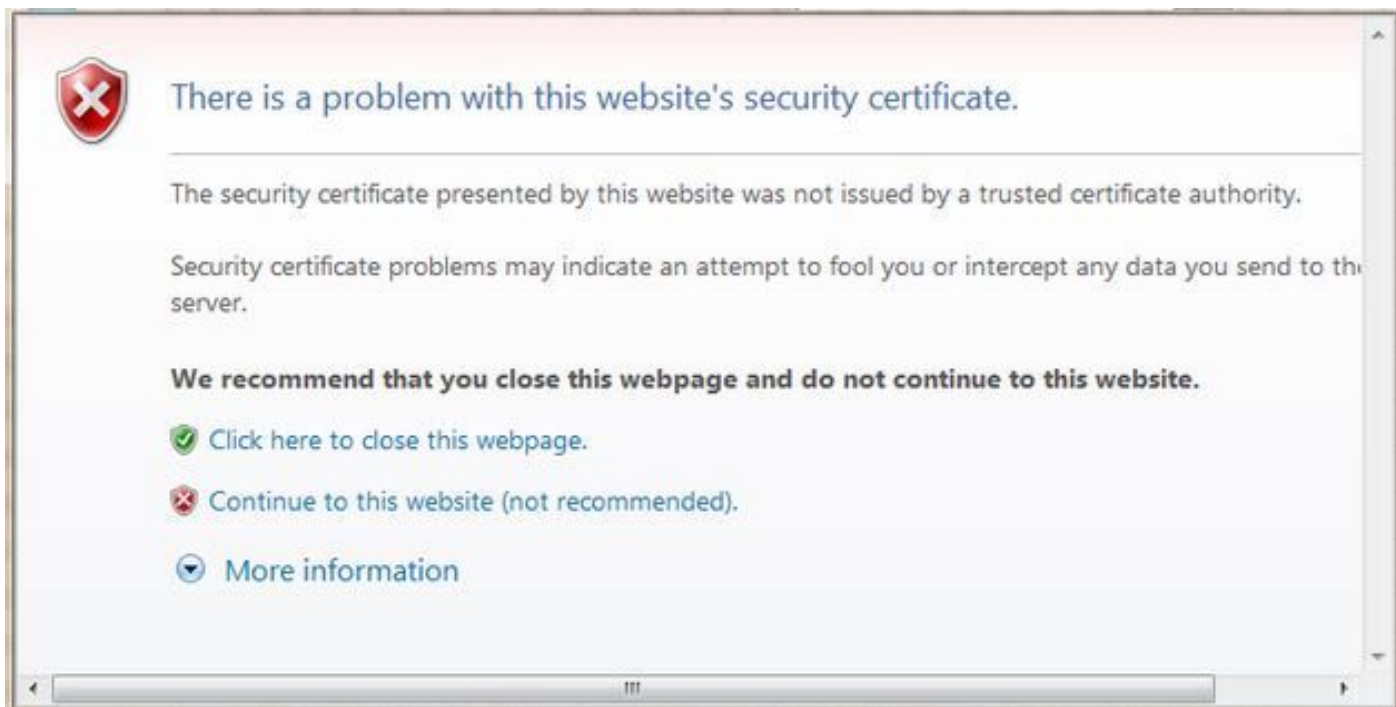 There is a problem with this website's security certificate.
The security certificate presented by this website was not issued by a trusted certificate authority.
Security certificate problems may indicate an attempt to fool you or intercept any data you send to th
server.
We recommend that you close this webpage and do not continue to this website.
Click here to close this webpage.
Continue to this website (not recommended).
More information